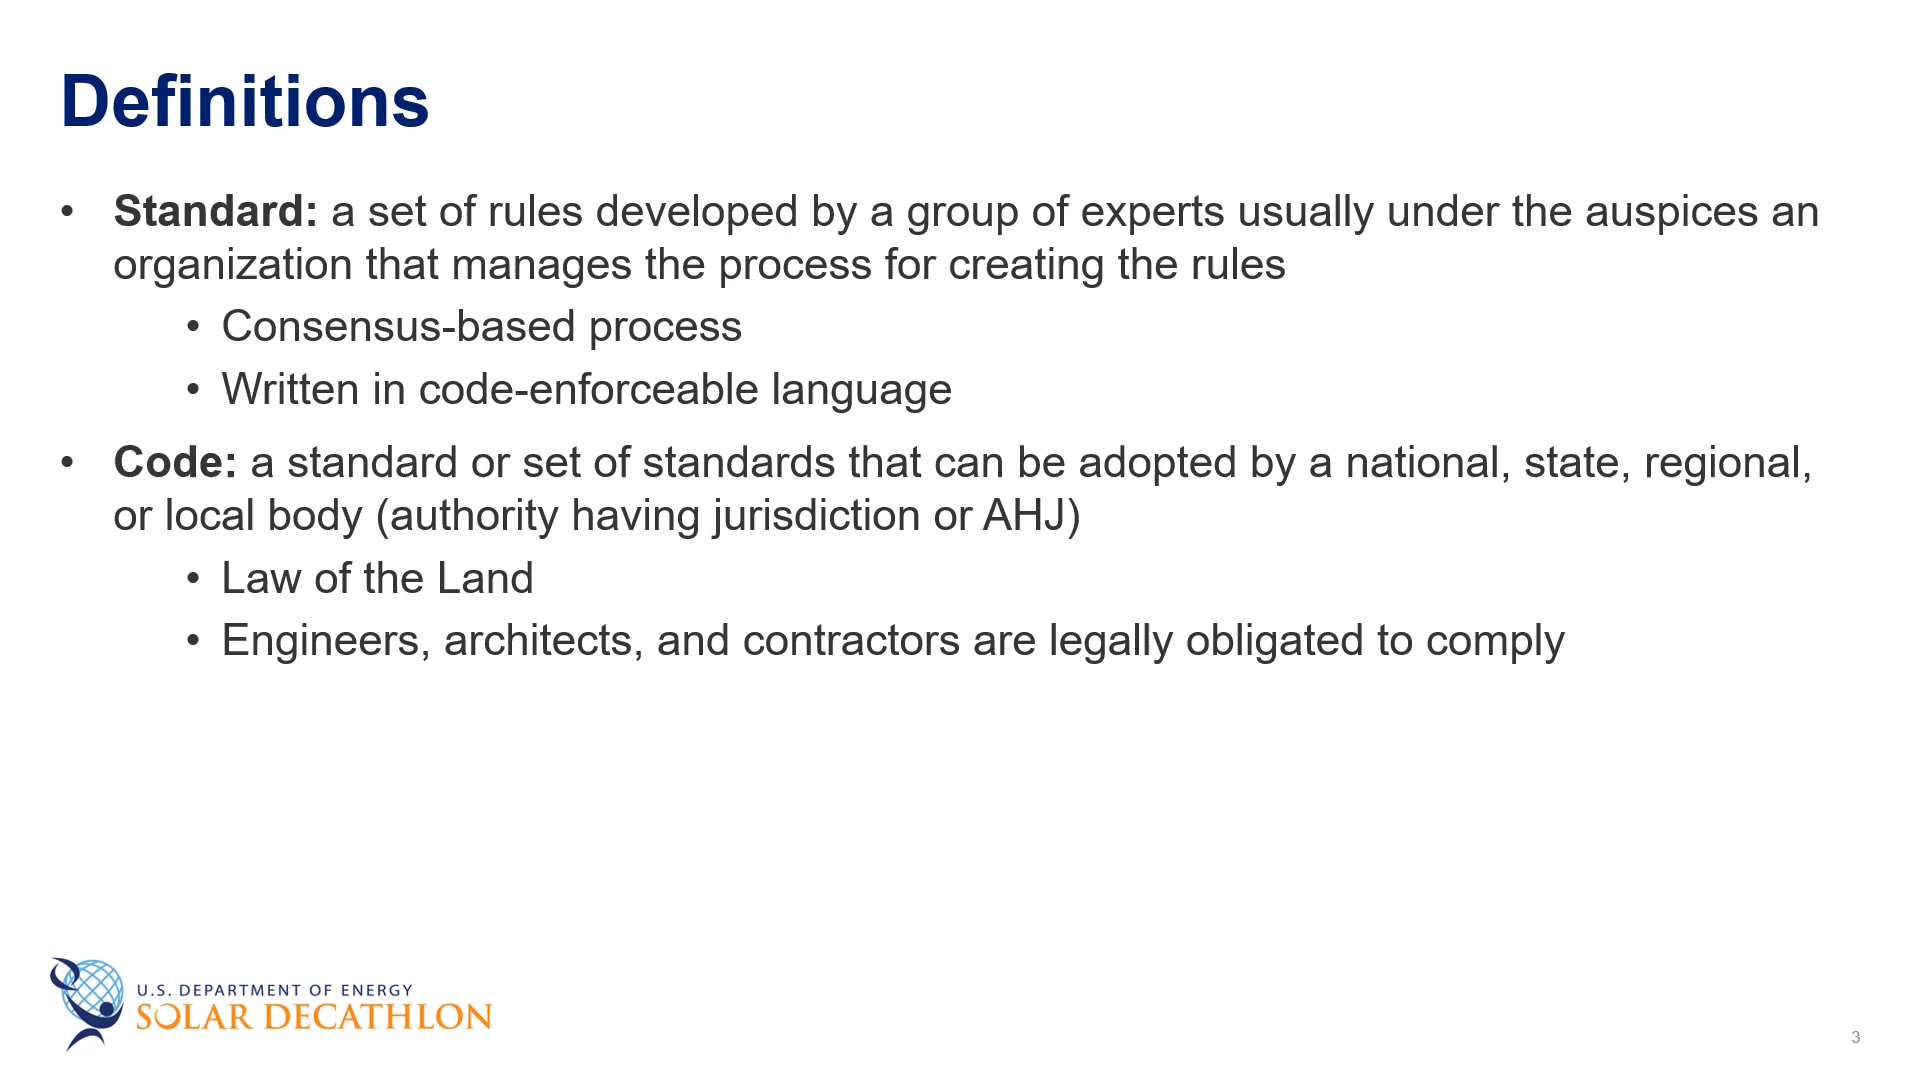 Definitions
• Standard: a set of rules developed by a group of experts usually under the auspices an
organization that manages the process for creating the rules
• Consensus-based process
• Written in code-enforceable language
• Code: a standard or set of standards that can be adopted by a national, state, regional,
or local body (authority having jurisdiction or AHJ)
• Law of the Land
• Engineers, architects, and contractors are legally obligated to comply
U.S. DEPARTMENT OF ENERGY
SOLAR DECATHLON
3